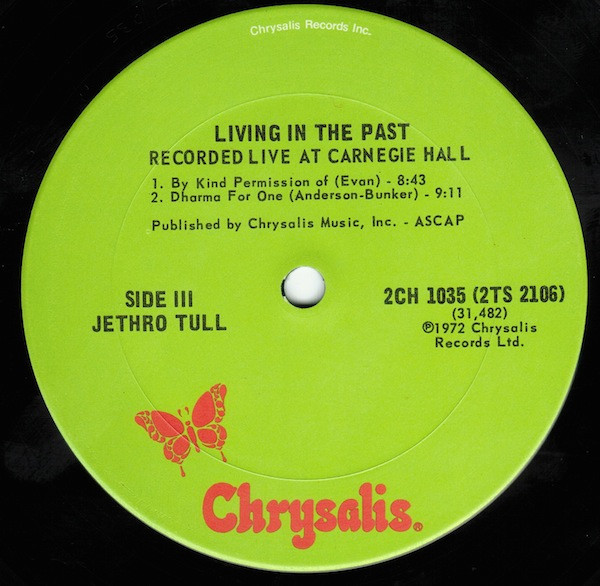 Chrysalis Records Inc.
LIVING IN THE PAST
RECORDED LIVE AT CARNEGIE HALL
1. By Kind Permission of (Evan) - 8:43
2. Dharma For One (Anderson-Bunker) - 9:11
Published by Chrysalis Music, Inc. - ASCAP
SIDE III
JETHRO TULL
2CH 1035 (2TS 2106)
(31,482)
℗1972 Chrysalis
Records Ltd.
Chrysalis®